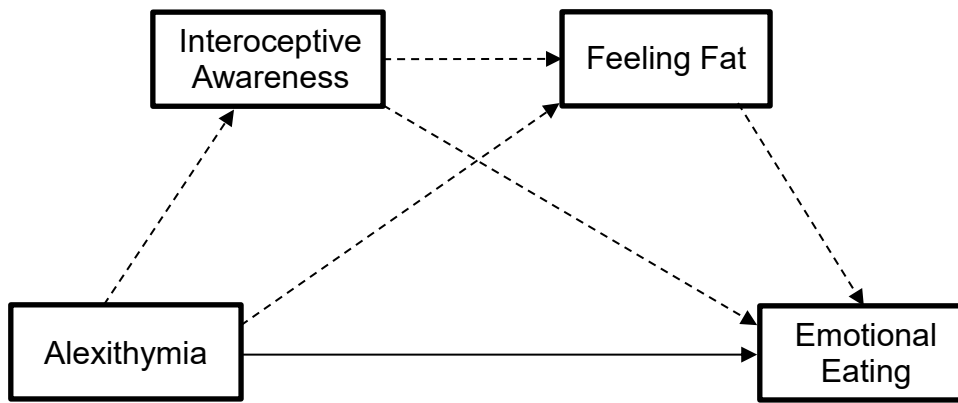 Interoceptive
Awareness
Feeling Fat
Alexithymia
Emotional
Eating